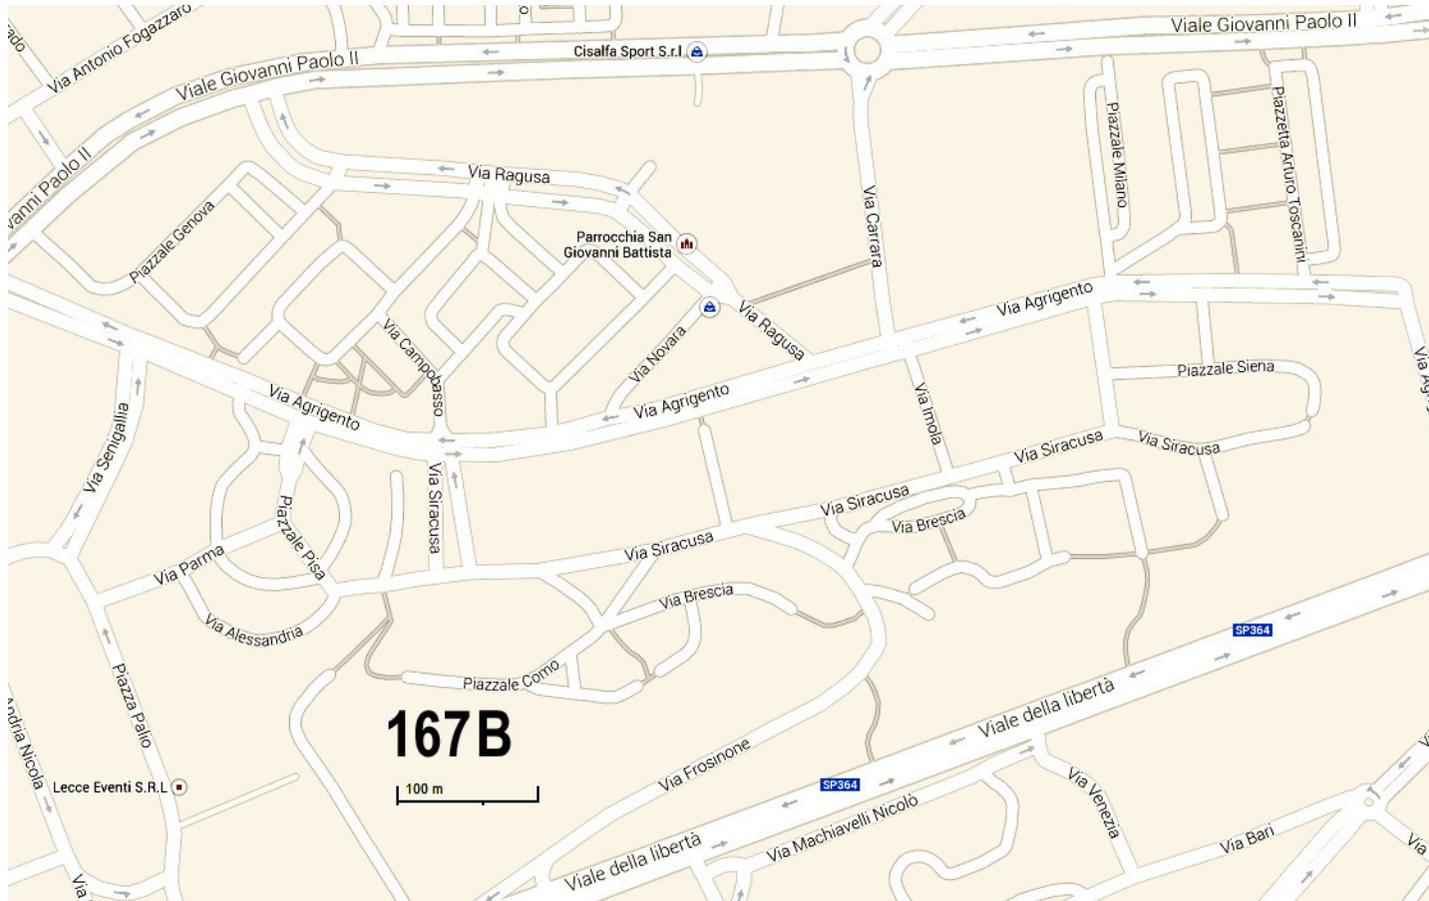 Viale Giovanni Paolo II
Cisalfa Sport S.r.l
Via Antonio Fogazzaro
Viale Giovanni Paolo II
vanni Paolo II
Piazzale Milano
Piazzetta Arturo Toscanini
Via Ragusa
Via Carrara
Piazzale Genova
Parrocchia San
Giovanni Battista
Via Agrigento
Via Ragusa
Via Novara
Via Campobasso
Piazzale Siena
Via Agrigento
Via Agrigento
Via Imola
Via Senigallia
Via Siracusa
Via Siracusa
Via Siracusa
Via Siracusa
Via Brescia
Piazzale Pisa
Via Siracusa
Via Parma
Via Brescia
Via Alessandria
SP364
Piazzale Como
Piazza Palio
Andria Nicola
Viale della libertà
167B
Via Frosinone
100 m
SP364
Lecce Eventi S.R.L
Via Venezia
Via Machiavelli Nicolò
Via Bari
Viale della libertà
Via
Via